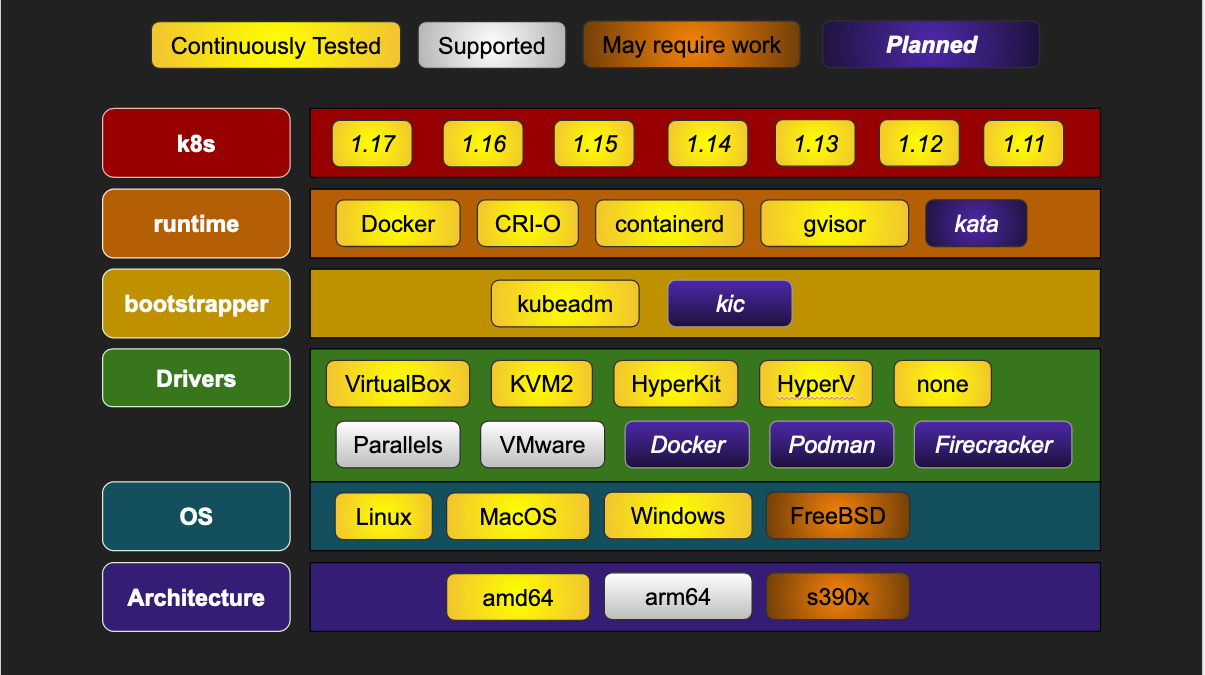 Continuously Tested Supported May require work Planned
k8s 1.17 1.16 1.15 1.14 1.13 1.12 1.11
runtime Docker CRI-O containerd gvisor kata
bootstrapper kubeadm kic
Drivers VirtualBox KVM2 HyperKit HyperV none
Parallels VMware Docker Podman Firecracker
OS Linux MacOS Windows FreeBSD
Architecture amd64 arm64 s390x